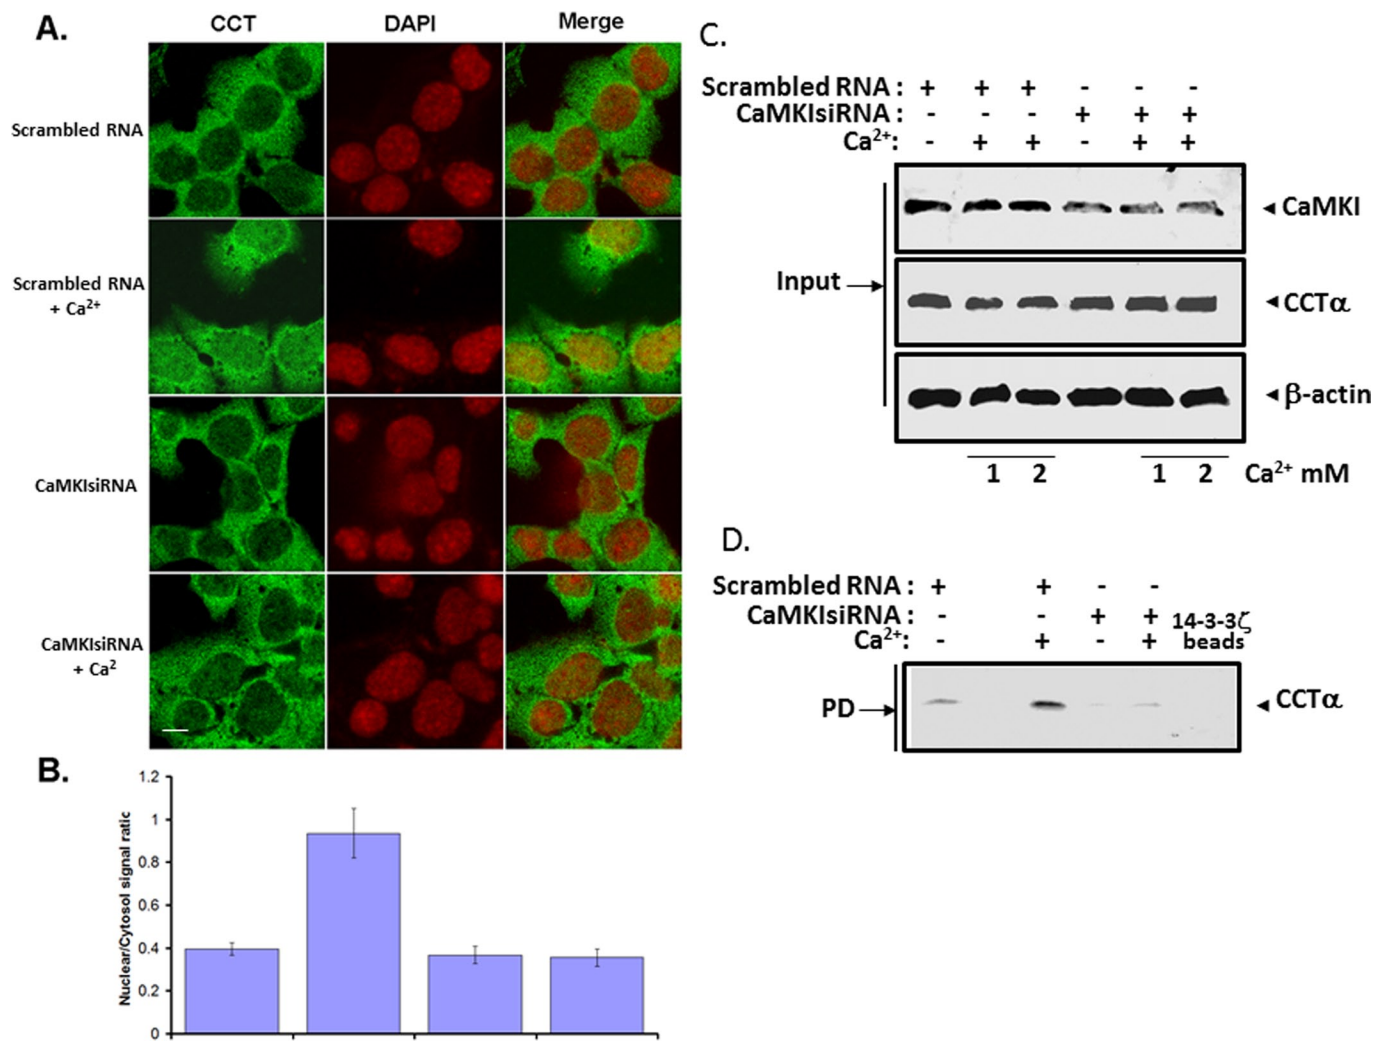 A.
CCT DAPI Merge
Scrambled RNA
Scrambled RNA
+ Ca²⁺
CaMKIsiRNA
CaMKIsiRNA
+ Ca²
B.
Nuclear/Cytosol signal ratic
1.2
1
0.8
0.6
0.4
0.2
0
C.
Scrambled RNA : + + + - - -
CaMKIsiRNA : - - - + + +
Ca²⁺: - + + - + +
Input
CaMKI
CCTα
β-actin
1 2 1 2 Ca²⁺ mM
D.
Scrambled RNA : + + - -
CaMKIsiRNA : - - + + 14-3-3ζ
Ca²⁺: - + - + beads
PD
CCTα